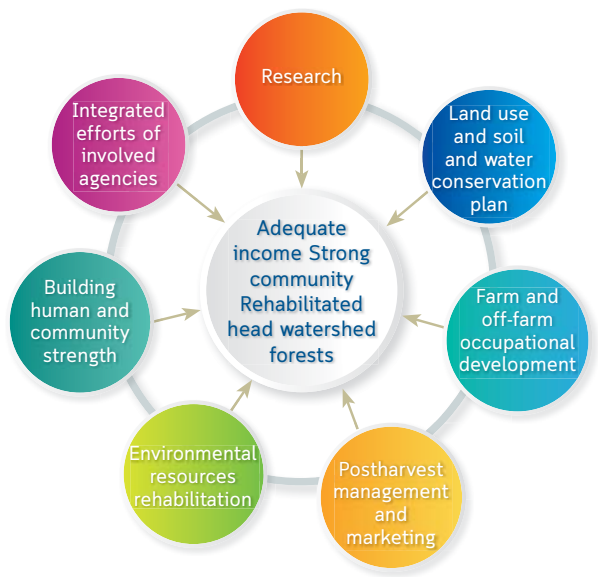 Research
Land use
and soil
and water
conservation
plan
Farm and
off-farm
occupational
development
Postharvest
management
and
marketing
Environmental
resources
rehabilitation
Building
human and
community
strength
Integrated
efforts of
involved
agencies
Adequate
income Strong
community
Rehabilitated
head watershed
forests